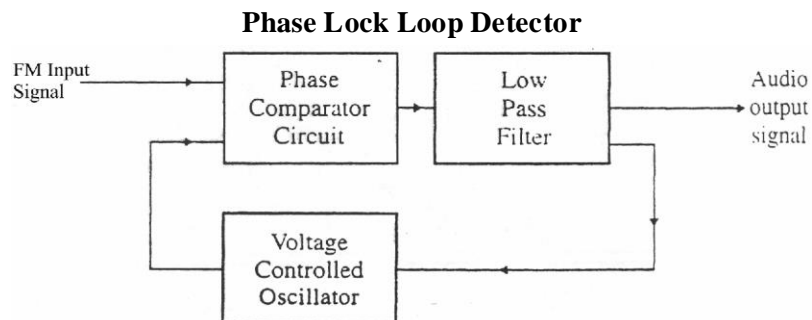 Phase Lock Loop Detector
FM Input
Signal
Phase
Comparator
Circuit
Low
Pass
Filter
Audio
output
signal
Voltage
Controlled
Oscillator